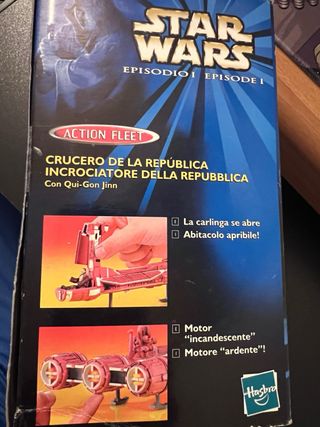 STAR
WARS
EPISODIO I EPISODE I
ACTION FLEET
CRUCERO DE LA REPÚBLICA
INCROCIATORE DELLA REPUBBLICA
Con Qui-Gon Jinn
E La carlinga se abre
I Abitacolo apribile!
E Motor
"incandescente"
I Motore "ardente"!
Hasbro